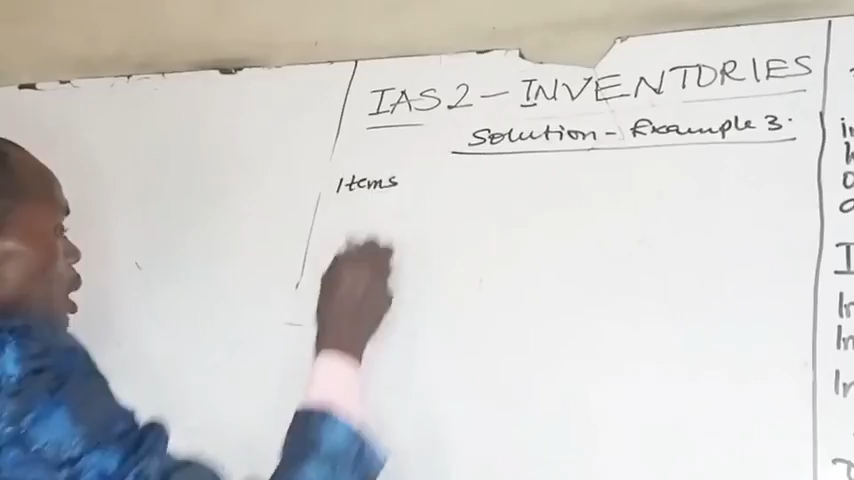 IAS 2 - INVENTORIES
Solution - Example 3.
Items